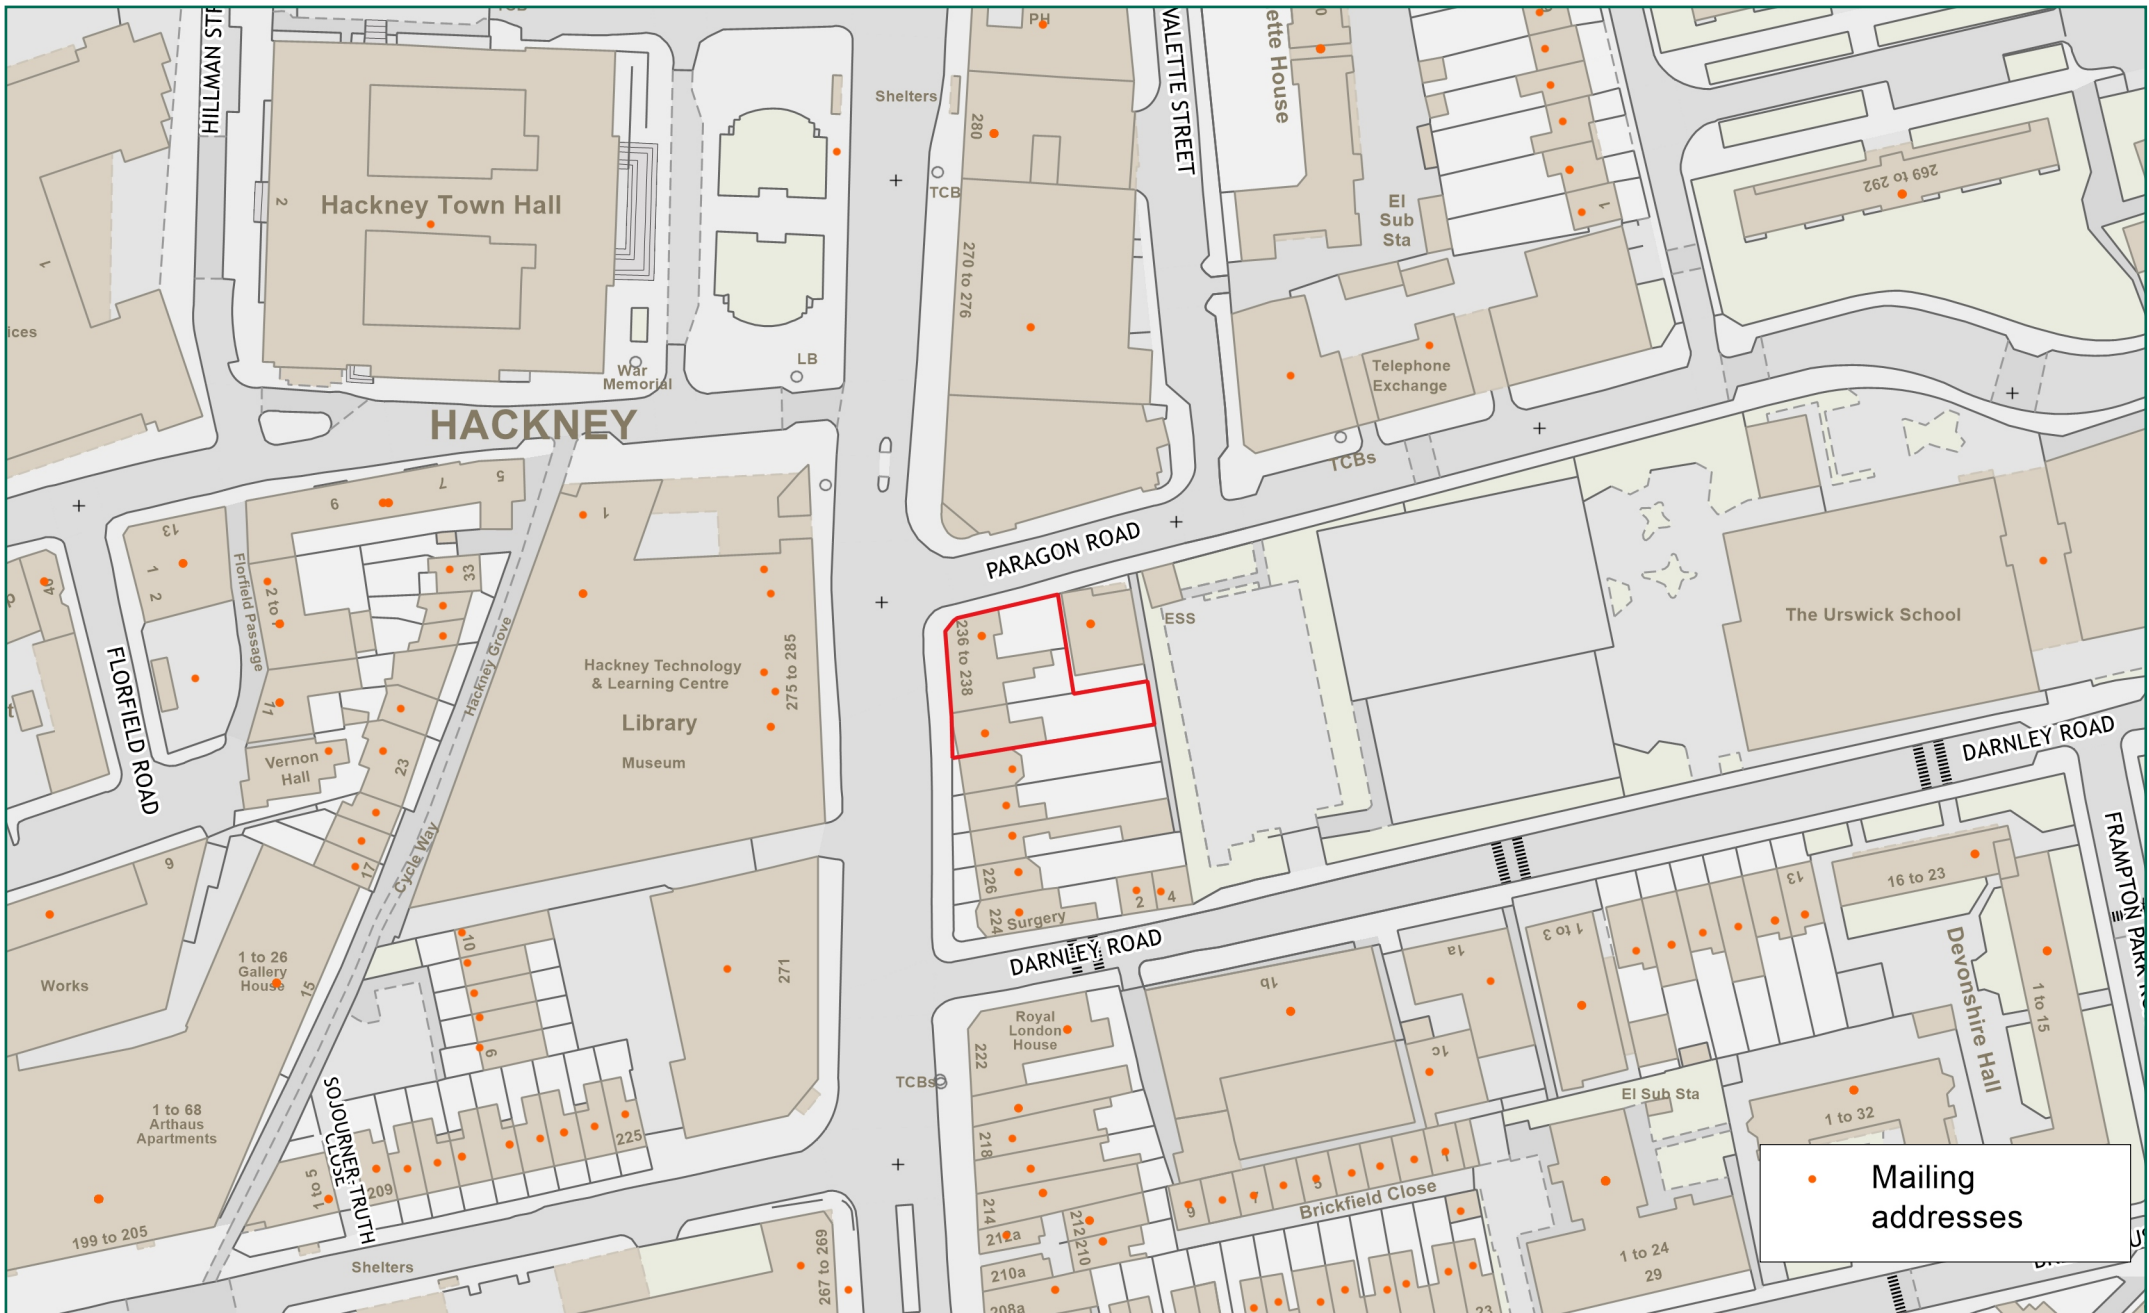 HILLMAN STR
PH
VALETTE STREET
ette House
Shelters
280
TCB
2
Hackney Town Hall
El
Sub
Sta
1
269 to 292
1
270 to 276
ices
War
Memorial
LB
Telephone
Exchange
HACKNEY
TCBs
5
7
9
13
1
2
1
PARAGON ROAD
Florfield Passage
33
40
2 to
ESS
The Urswick School
236 to 238
Hackney Grove
Hackney Technology
& Learning Centre
275 to 285
Library
Museum
11
FLORFIELD ROAD
Vernon
Hall
23
DARNLEY ROAD
FRAMPTON PARK RO
Cycle Way
17
9
226
224
Surgery
2
4
13
16 to 23
DARNLEY ROAD
10
271
1 to 26
Gallery
House
15
Works
1b
1a
1 to 3
Devonshire Hall
1 to 15
Royal
London
House
222
1c
9
TCBs
El Sub Sta
1 to 32
1 to 68
Arthaus
Apartments
SOJOURNER-TRUTH
CLOSE
225
218
1
5
7
9
Brickfield Close
1 to 5
209
214
212a
212
210
199 to 205
Shelters
267 to 269
210a
208a
23
1 to 24
29
Mailing
addresses